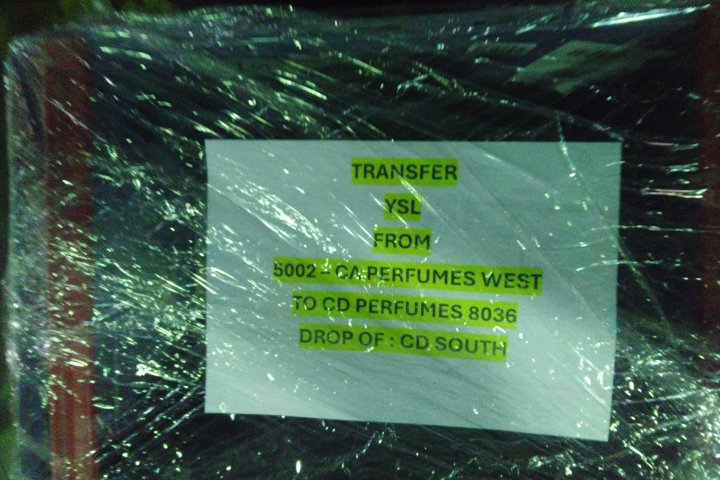 TRANSFER
YSL
FROM
5002 – CA PERFUMES WEST
TO CD PERFUMES 8036
DROP OF : CD SOUTH